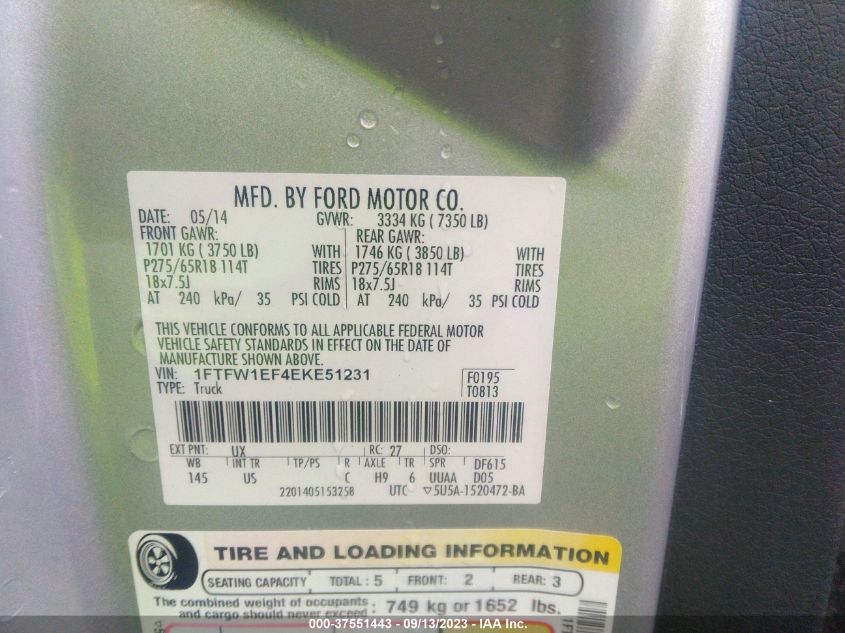 MFD. BY FORD MOTOR CO.
DATE: 05/14 GVWR: 3334 KG ( 7350 LB)
FRONT GAWR: REAR GAWR:
1701 KG ( 3750 LB) WITH 1746 KG ( 3850 LB) WITH
P275/65R18 114T TIRES P275/65R18 114T TIRES
18x7.5J RIMS 18x7.5J RIMS
AT 240 kPa/ 35 PSI COLD AT 240 kPa/ 35 PSI COLD
THIS VEHICLE CONFORMS TO ALL APPLICABLE FEDERAL MOTOR
VEHICLE SAFETY STANDARDS IN EFFECT ON THE DATE OF
MANUFACTURE SHOWN ABOVE.
VIN: 1FTFW1EF4EKE51231 F0195
TYPE: Truck T0813
EXT PNT: UX RC: 27 DSO:
WB INT TR TP/PS R AXLE TR SPR DF615
145 US C H9 6 UUAA D05
2201405153258 UTC ▽5U5A-1520472-BA
TIRE AND LOADING INFORMATION
SEATING CAPACITY TOTAL : 5 FRONT: 2 REAR: 3
The combined weight of occupants and cargo should never exceed : 749 kg or 1652 lbs.
000-37551443 - 09/13/2023 - IAA Inc.